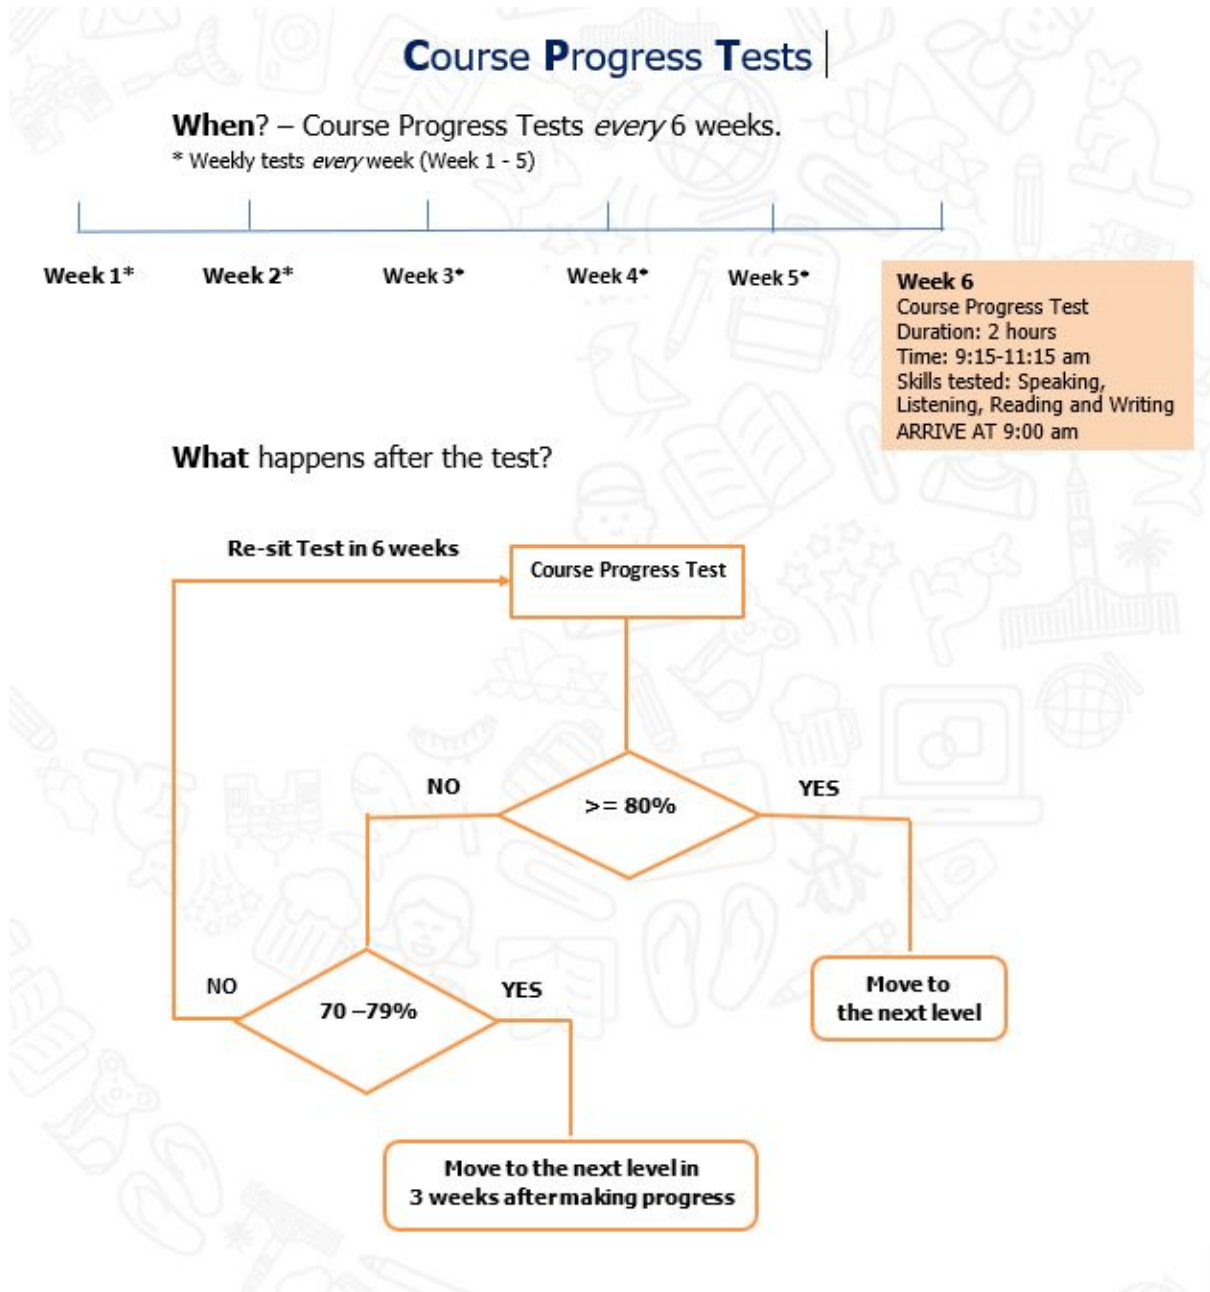 Course Progress Tests
When? – Course Progress Tests every 6 weeks.
* Weekly tests every week (Week 1 - 5)
Week 1*
Week 2*
Week 3*
Week 4*
Week 5*
Week 6
Course Progress Test
Duration: 2 hours
Time: 9:15-11:15 am
Skills tested: Speaking,
Listening, Reading and Writing
ARRIVE AT 9:00 am
What happens after the test?
Re-sit Test in 6 weeks
Course Progress Test
NO
>= 80%
YES
NO
70 –79%
YES
Move to
the next level
Move to the next level in
3 weeks aftermaking progress